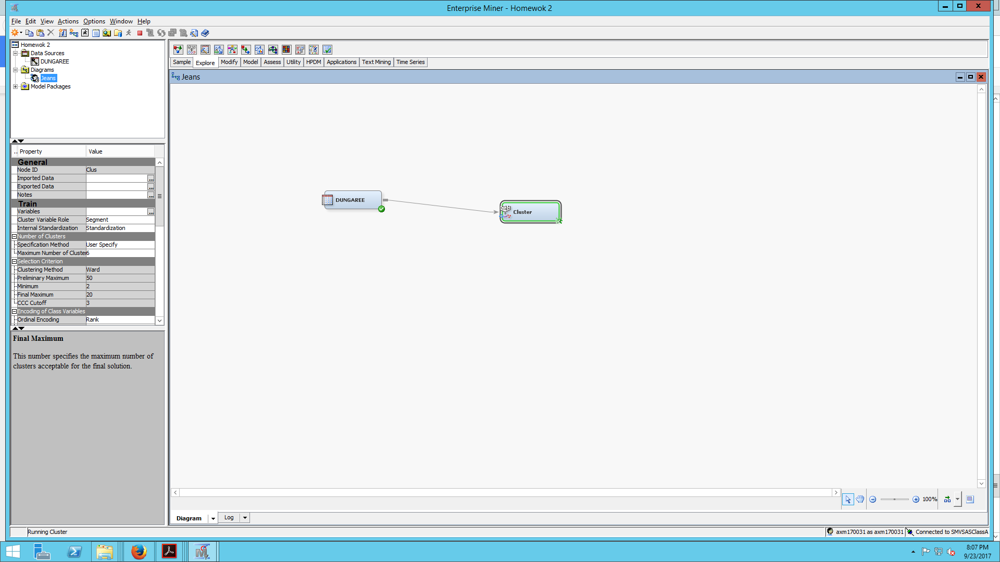 Enterprise Miner - Homewok 2
File Edit View Actions Options Window Help
Homewok 2
Data Sources
DUNGAREE
Diagrams
Jeans
Model Packages
Sample Explore Modify Model Assess Utility HPDM Applications Text Mining Time Series
Jeans
.. Property Value
General
Node ID Clus
Imported Data ...
Exported Data ...
Notes ...
Train
Variables ...
Cluster Variable Role Segment
Internal Standardization Standardization
Number of Clusters
Specification Method User Specify
Maximum Number of Cluster 6
Selection Criterion
Clustering Method Ward
Preliminary Maximum 50
Minimum 2
Final Maximum 20
CCC Cutoff 3
Encoding of Class Variables
Ordinal Encoding Rank
Final Maximum
This number specifies the maximum number of
clusters acceptable for the final solution.
DUNGAREE
Cluster
100%
Diagram Log
Running Cluster
axm170031 as axm170031 Connected to SMVSASClassA
8:07 PM
9/23/2017